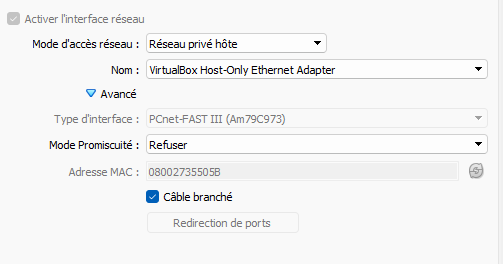 Activer l'interface réseau
Mode d'accès réseau : Réseau privé hôte
Nom : VirtualBox Host-Only Ethernet Adapter
Avancé
Type d'interface : PCnet-FAST III (Am79C973)
Mode Promiscuité : Refuser
Adresse MAC : 08002735505B
Câble branché
Redirection de ports